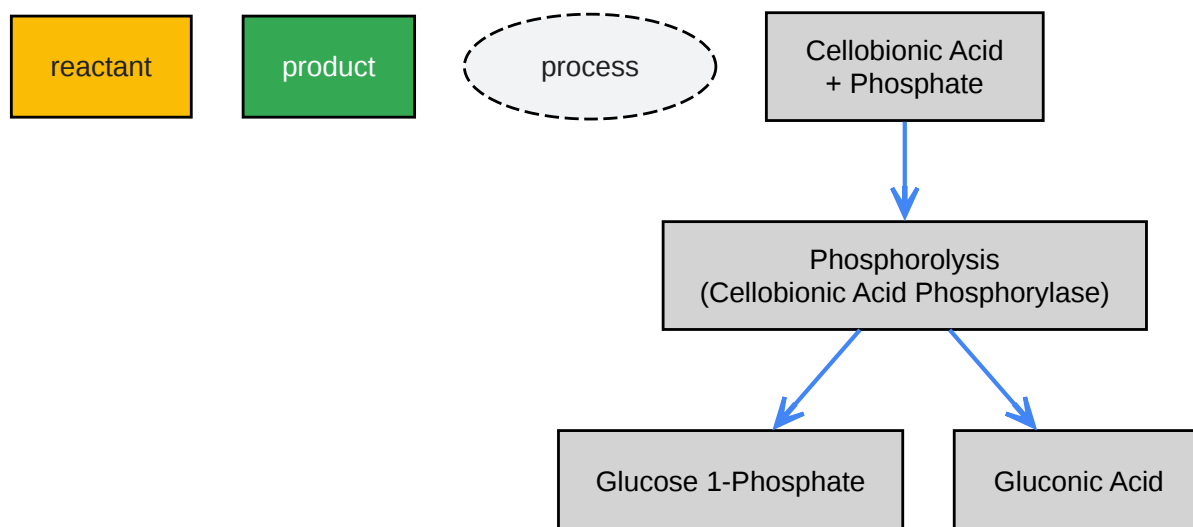 reactant
product
process
Cellobionic Acid
+ Phosphate
Phosphorolysis
(Cellobionic Acid Phosphorylase)
Glucose 1-Phosphate
Gluconic Acid